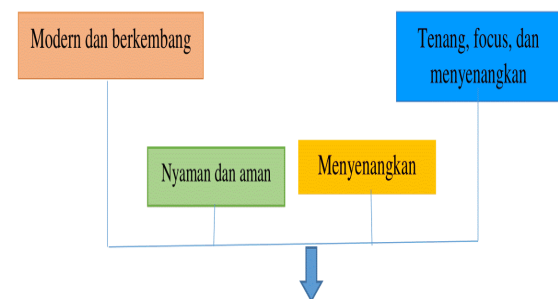 Modern dan berkembang
Tenang, focus, dan
menyenangkan
Nyaman dan aman
Menyenangkan